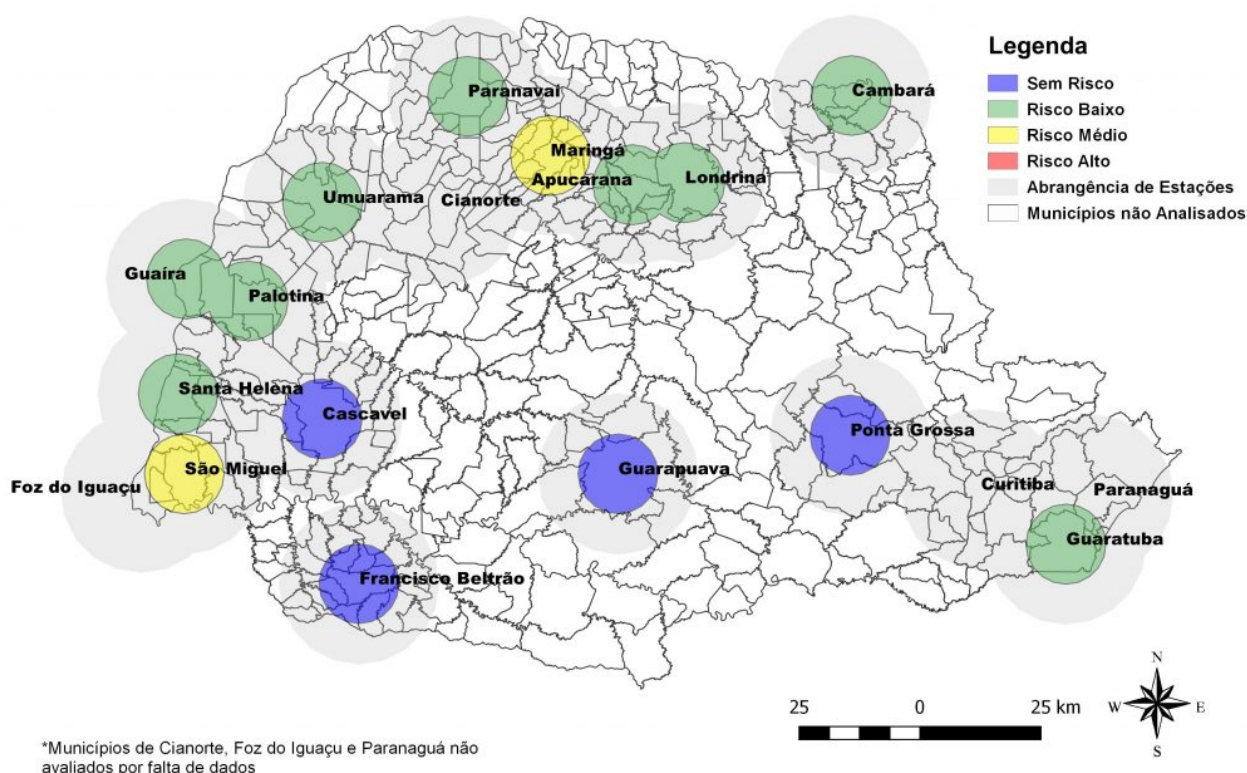 Legenda
Sem Risco
Risco Baixo
Risco Médio
Risco Alto
Abrangência de Estações
Municípios não Analisados
Paranavaí
Cambará
Maringá
Apucarana
Londrina
Umuarama
Cianorte
Guaíra
Palotina
Santa Helena
Cascavel
São Miguel
Foz do Iguaçu
Guarapuava
Ponta Grossa
Curitiba
Paranaguá
Guaratuba
Francisco Beltrão
N
W
E
S
25 0 25 km
*Municípios de Cianorte, Foz do Iguaçu e Paranaguá não
avaliados por falta de dados